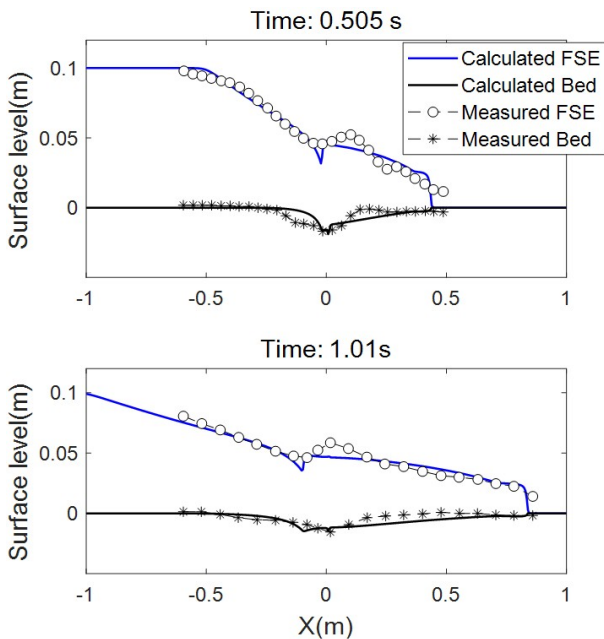 Time: 0.505 s
Calculated FSE
Calculated Bed
Measured FSE
Measured Bed
Surface level(m)
0.1
0.05
0
-1
-0.5
0
0.5
1
Time: 1.01s
Surface level(m)
0.1
0.05
0
-1
-0.5
0
0.5
1
X(m)